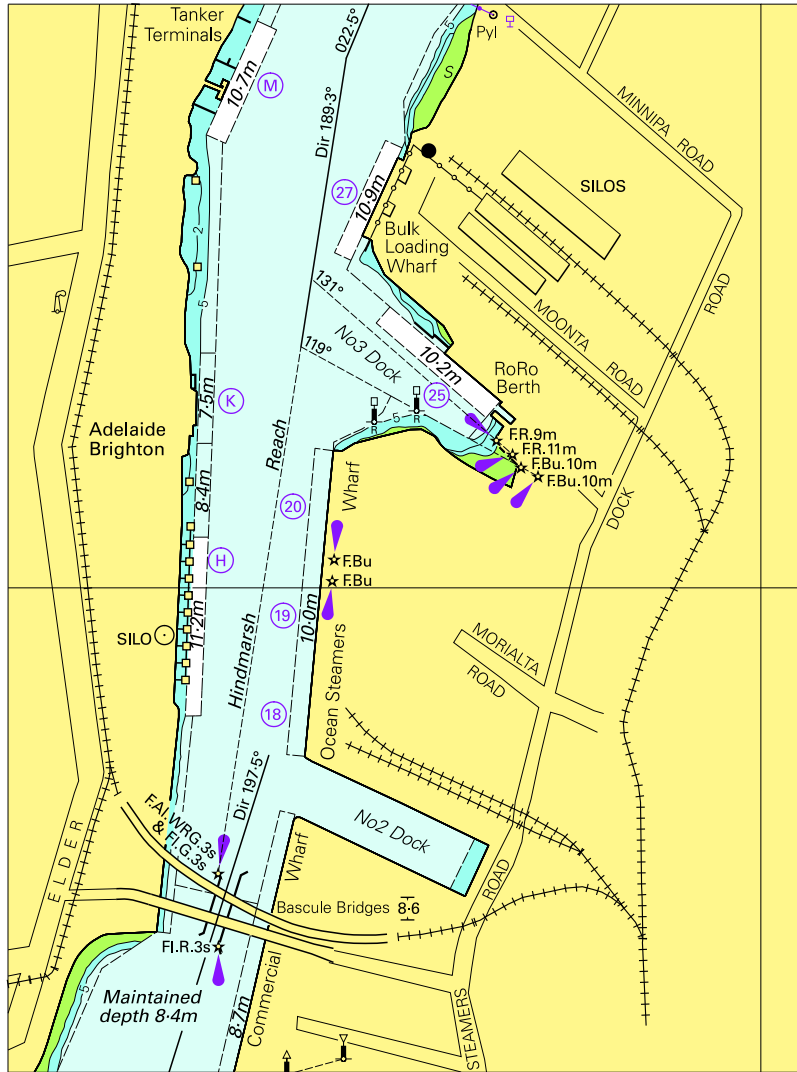 Tanker
Terminals
10·7m
M
022·5°
Dir 189·3°
Pyl
S
MINNIPA ROAD
SILOS
27
10·9m
Bulk
Loading
Wharf
2
5
131°
119°
No3 Dock
10·2m
MOONTA ROAD
ROAD
RoRo
Berth
25
5
R
R
F.R.9m
F.R.11m
F.Bu.10m
F.Bu.10m
K
7·5m
Adelaide
Brighton
Reach
8·4m
20
Wharf
DOCK
H
F.Bu
F.Bu
11·2m
19
10·0m
SILO
Hindmarsh
Ocean Steamers
MORIALTA
ROAD
18
Dir 197·5°
F.Al.WRG.3s
& Fl.G.3s
No2 Dock
ELDER
Wharf
ROAD
Bascule Bridges 8·6
Fl.R.3s
5
Maintained
depth 8·4m
8·7m
Commercial
STEAMERS